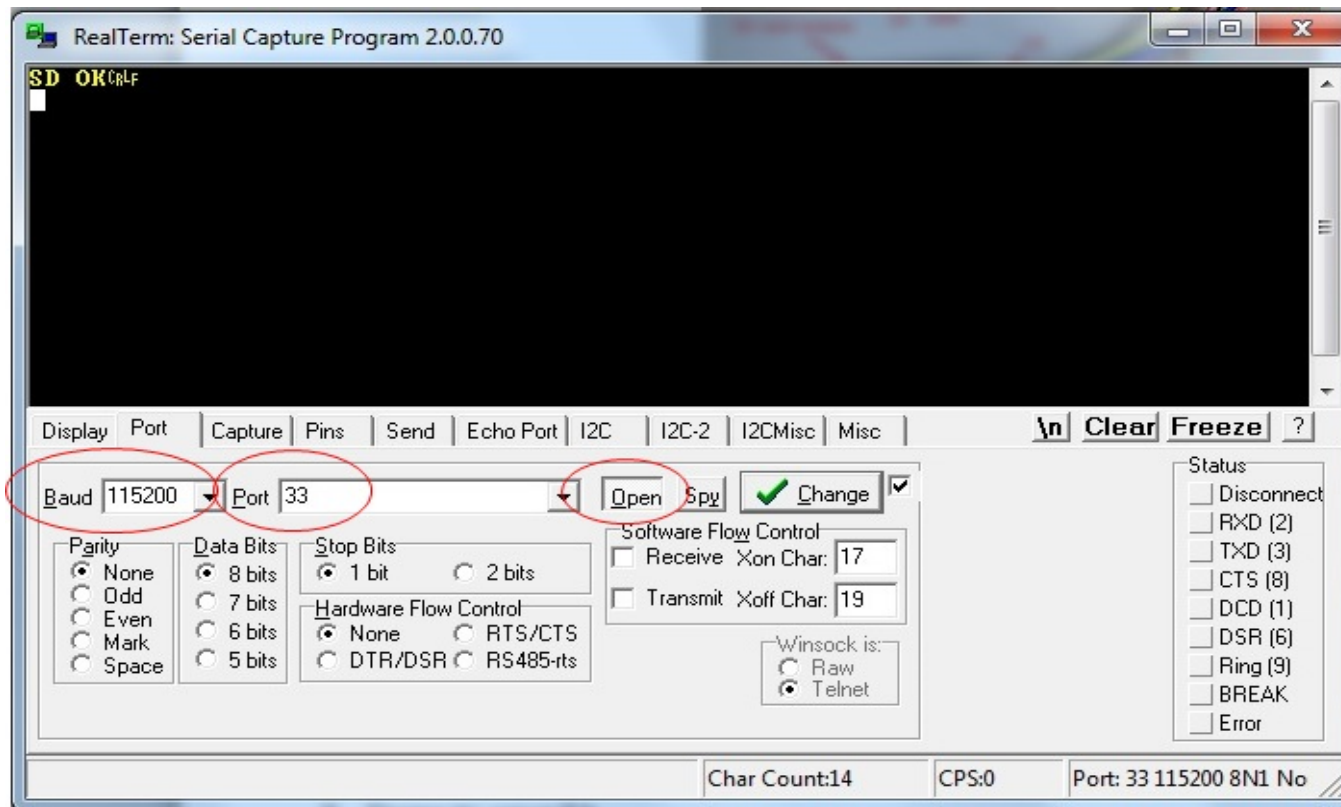 RealTerm: Serial Capture Program 2.0.0.70
SD OKCRLF
Display Port Capture Pins Send Echo Port I2C I2C-2 I2CMisc Misc \n Clear Freeze ?
Baud 115200 Port 33 Open Spy Change
Parity
None
Odd
Even
Mark
Space
Data Bits
8 bits
7 bits
6 bits
5 bits
Stop Bits
1 bit 2 bits
Hardware Flow Control
None RTS/CTS
DTR/DSR RS485-rts
Software Flow Control
Receive Xon Char: 17
Transmit Xoff Char: 19
Winsock is:
Raw
Telnet
Status
Disconnect
RXD (2)
TXD (3)
CTS (8)
DCD (1)
DSR (6)
Ring (9)
BREAK
Error
Char Count:14 CPS:0 Port: 33 115200 8N1 No